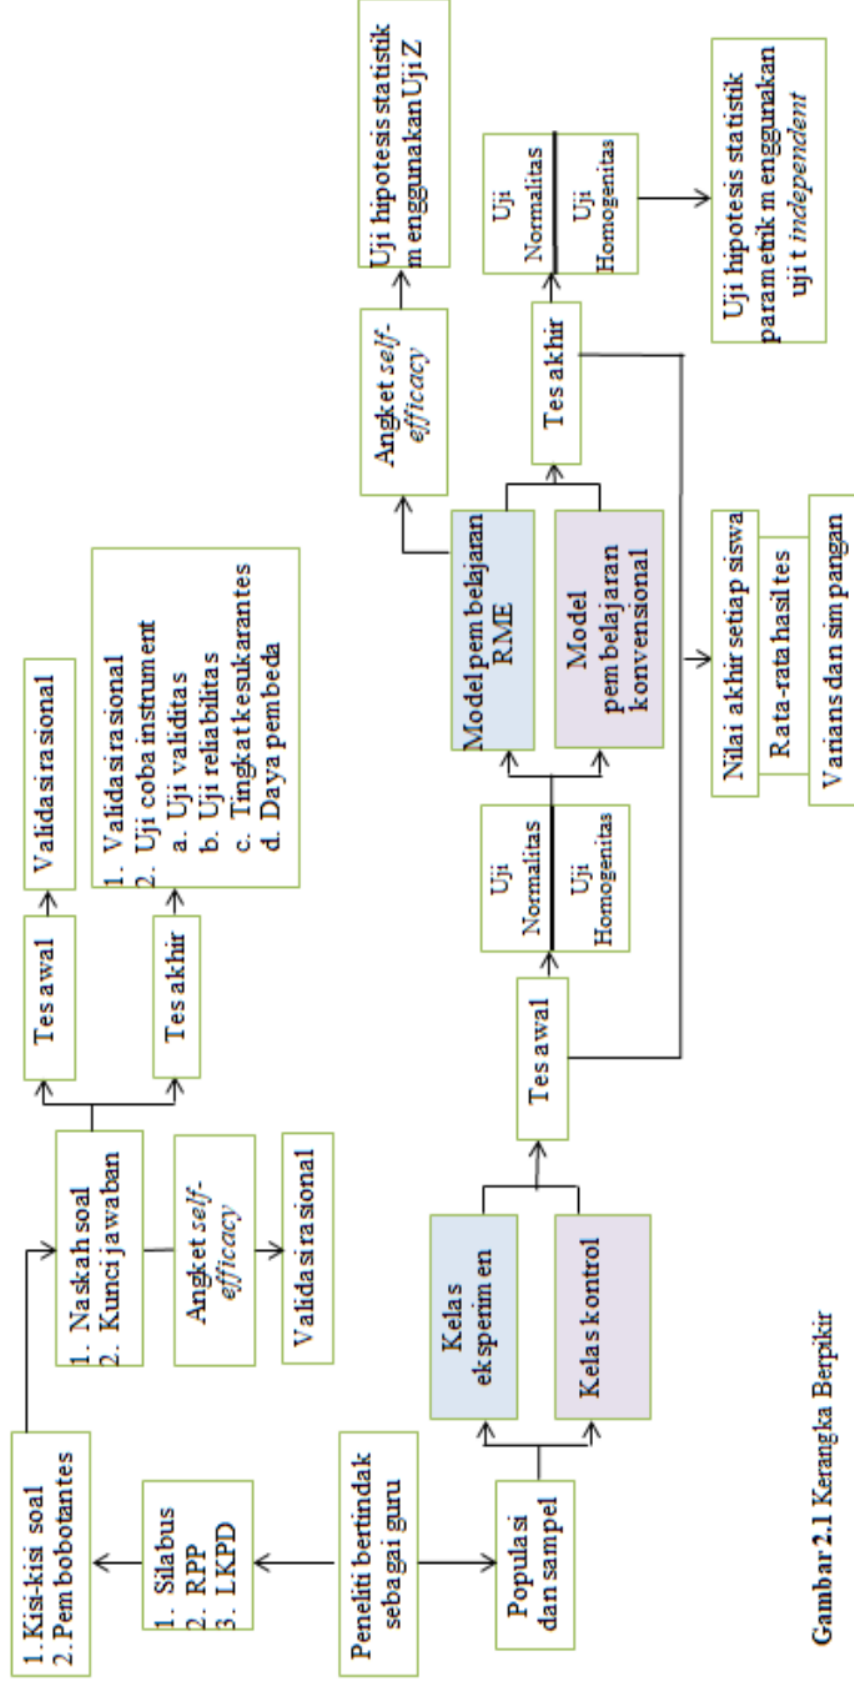 1.Kisi-kisi soal
2.Pembobotan tes
1. Naskah soal
2. Kunci jawaban
Tes awal
Validasi rasional
Tes akhir
1. Validasi rasional
2. Uji coba instrument
a. Uji validitas
b. Uji reliabilitas
c. Tingkat kesukaran tes
d. Daya pembeda
1. Silabus
2. RPP
3. LKPD
Angket self-
efficacy
Validasi rasional
Peneliti bertindak
sebagai guru
Populasi
dan sampel
Kelas
eksperimen
Kelas kontrol
Tes awal
Uji
Normalitas
Uji
Homogenitas
Model pembelajaran
RME
Model
pembelajaran
konvensional
Angket self-
efficacy
Uji hipotesis statistik
menggunakan Uji Z
Tes akhir
Uji
Normalitas
Uji
Homogenitas
Uji hipotesis statistik
parametrik menggunakan
uji t independent
Nilai akhir setiap siswa
Rata-rata hasil tes
Varians dan simpangan
Gambar 2.1 Kerangka Berpikir